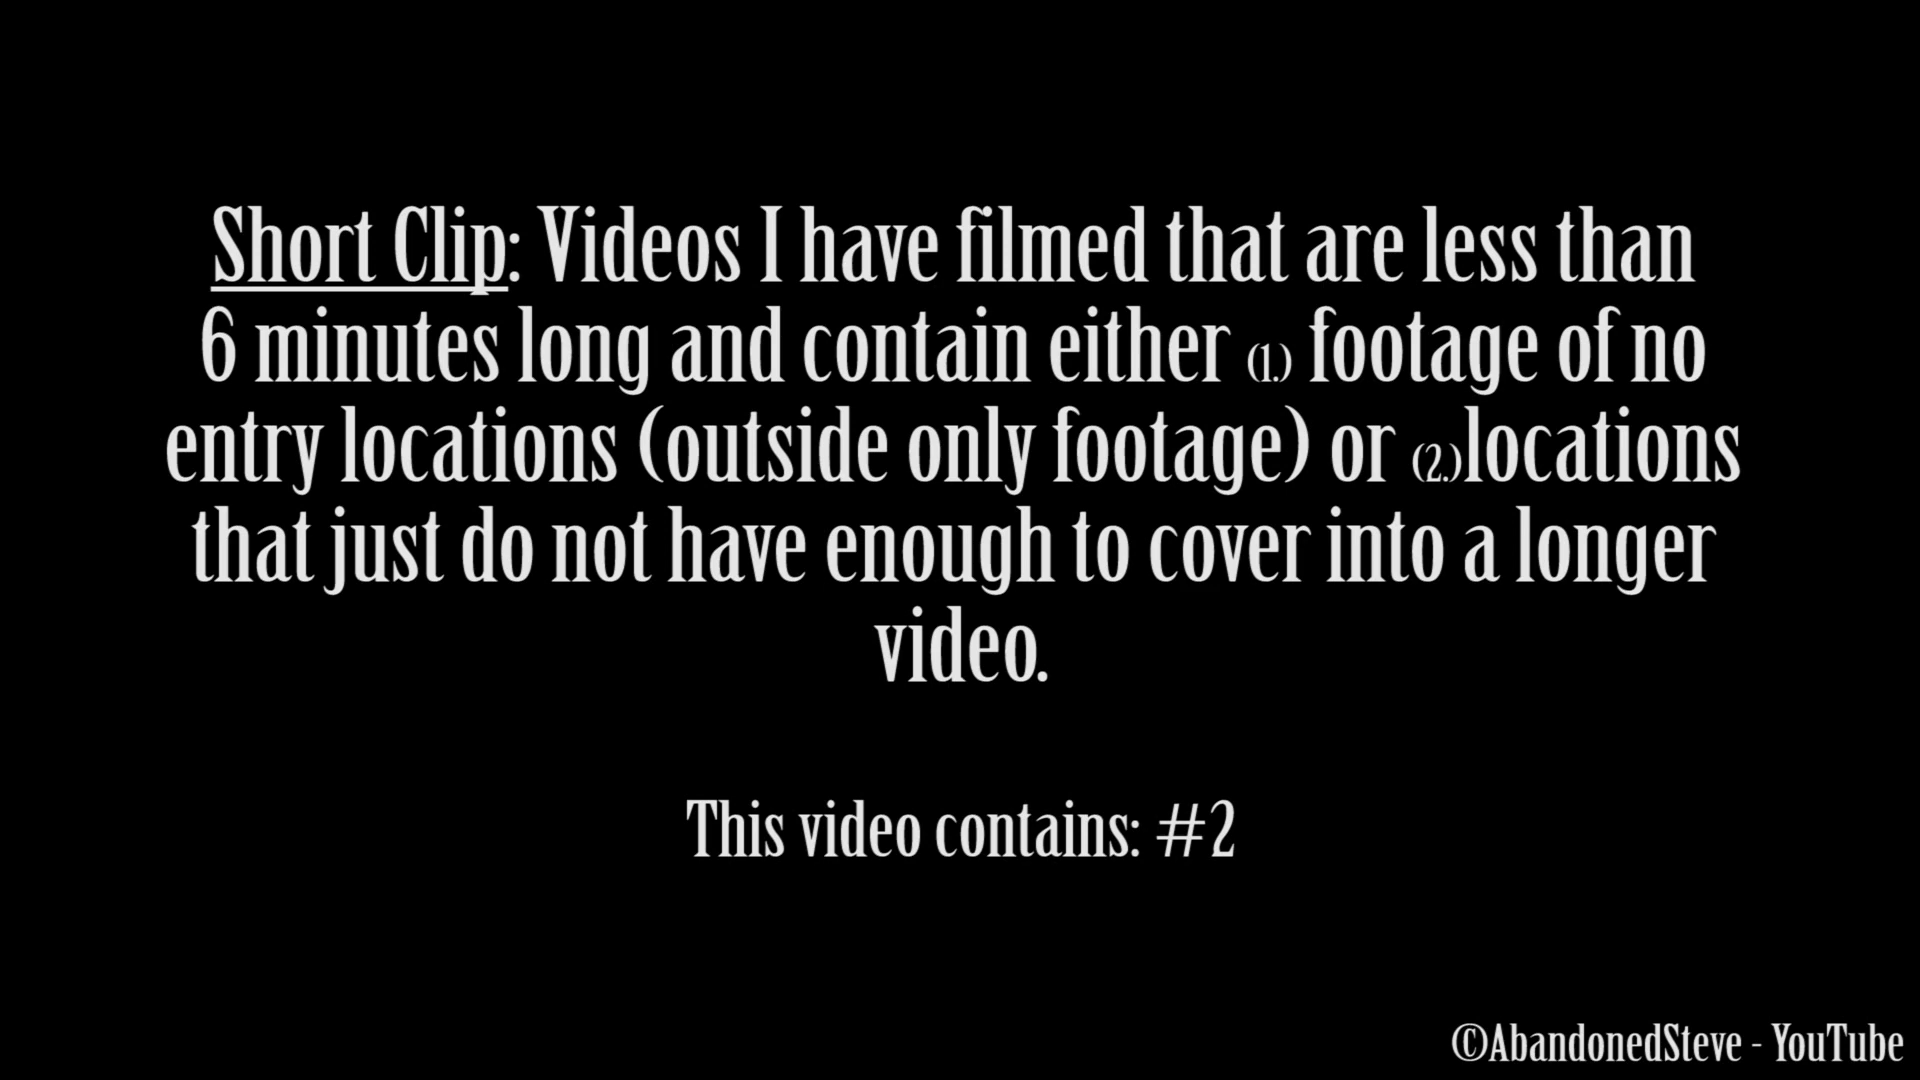 Short Clip: Videos I have filmed that are less than
6 minutes long and contain either (1.) footage of no
entry locations (outside only footage) or (2.)locations
that just do not have enough to cover into a longer
video.
This video contains: #2
©AbandonedSteve - YouTube